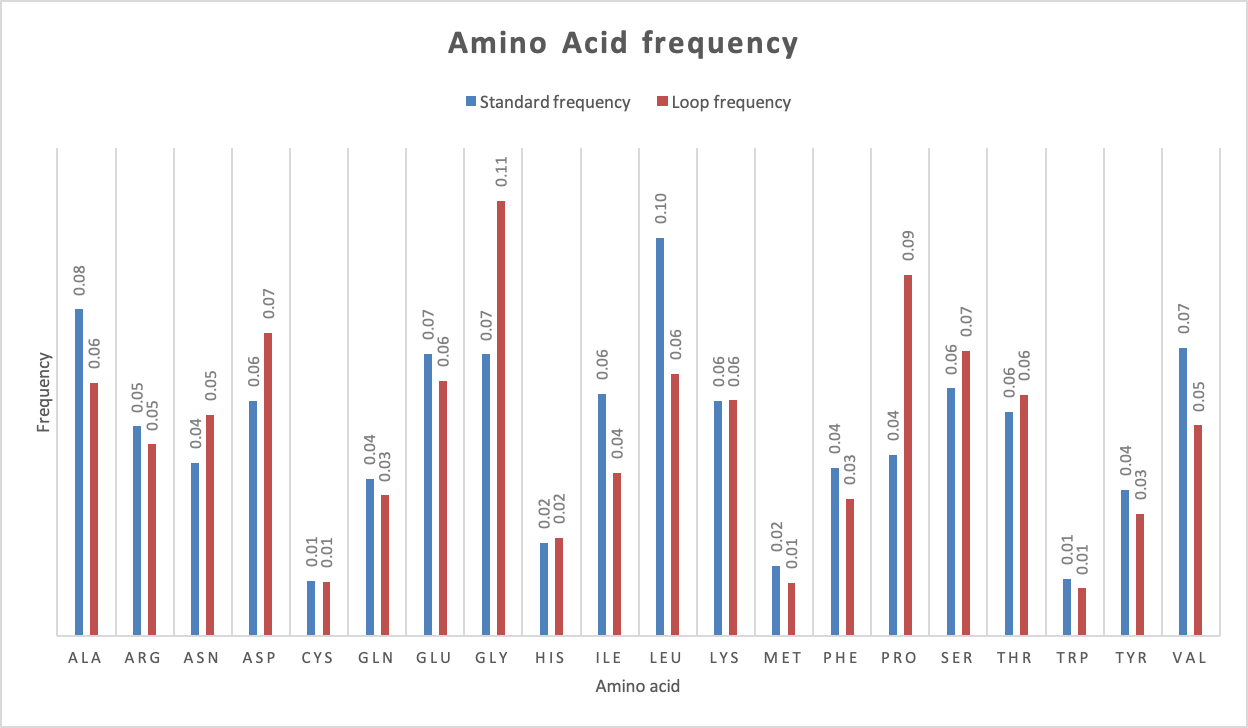 Amino Acid frequency
Standard frequency Loop frequency
Frequency
0.08 0.06 0.05 0.05 0.04 0.05 0.06 0.07 0.01 0.01 0.04 0.03 0.07 0.06 0.07 0.11 0.02 0.02 0.06 0.04 0.10 0.06 0.06 0.06 0.02 0.01 0.04 0.03 0.04 0.09 0.06 0.07 0.06 0.06 0.01 0.01 0.04 0.03 0.07 0.05
ALA ARG ASN ASP CYS GLN GLU GLY HIS ILE LEU LYS MET PHE PRO SER THR TRP TYR VAL
Amino acid